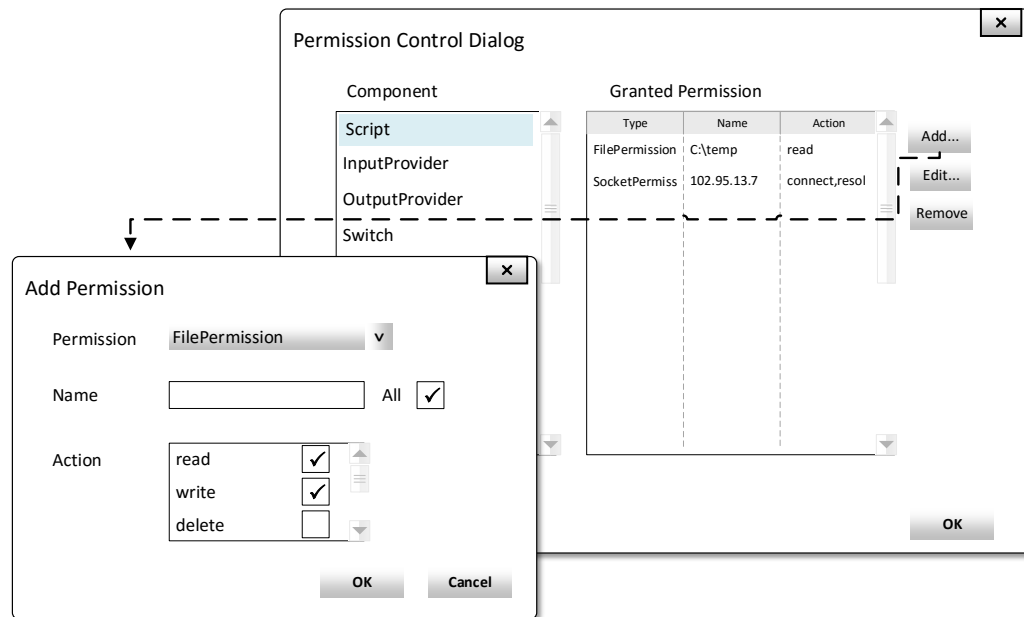 Permission Control Dialog
Component
Granted Permission
Script
InputProvider
OutputProvider
Switch
Type Name Action
FilePermission C:\temp read
SocketPermiss 102.95.13.7 connect,resol
Add...
Edit...
Remove
OK
Add Permission
Permission FilePermission
Name All
Action read
write
delete
OK Cancel